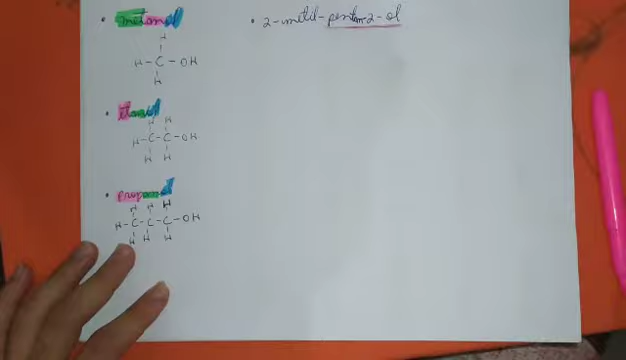 • metanol
H
H-C-OH
H
• etanol
H H
H-C-C-OH
H H
• propanol
H H H
H-C-C-C-OH
H H H
• 2-metil-pentan-2-ol